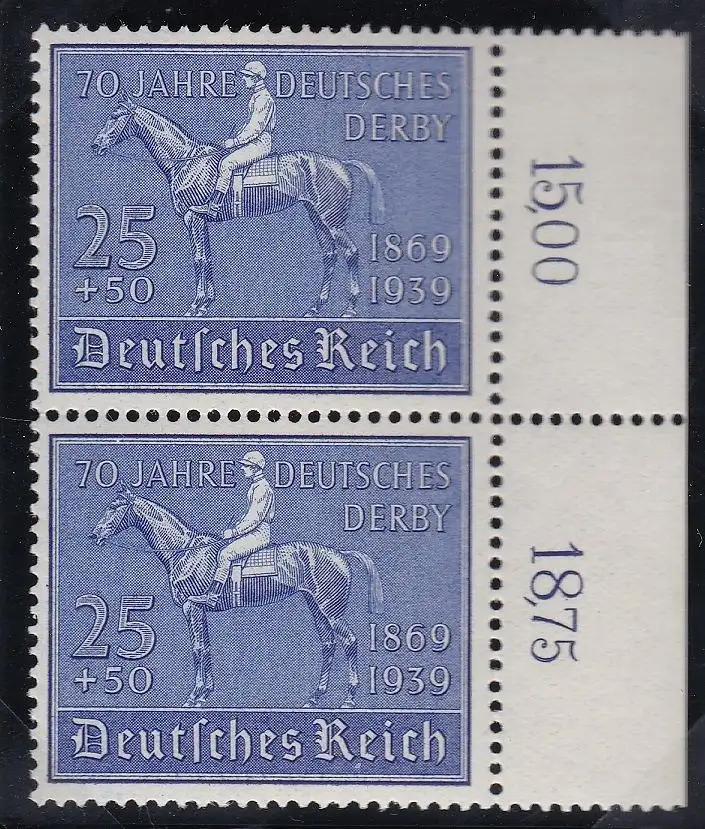 70 JAHRE DEUTSCHES
DERBY
25
+50
1869
1939
Deutſches Reich
15,00
70 JAHRE DEUTSCHES
DERBY
25
+50
1869
1939
Deutſches Reich
18,75